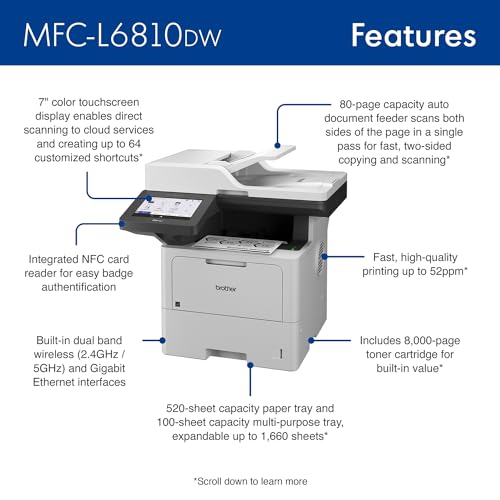 MFC-L6810DW
Features
7" color touchscreen
display enables direct
scanning to cloud services
and creating up to 64
customized shortcuts*
80-page capacity auto
document feeder scans both
sides of the page in a single
pass for fast, two-sided
copying and scanning*
Integrated NFC card
reader for easy badge
authentification
Fast, high-quality
printing up to 52ppm*
brother
Built-in dual band
wireless (2.4GHz /
5GHz) and Gigabit
Ethernet interfaces
Includes 8,000-page
toner cartridge for
built-in value*
520-sheet capacity paper tray and
100-sheet capacity multi-purpose tray,
expandable up to 1,660 sheets*
*Scroll down to learn more